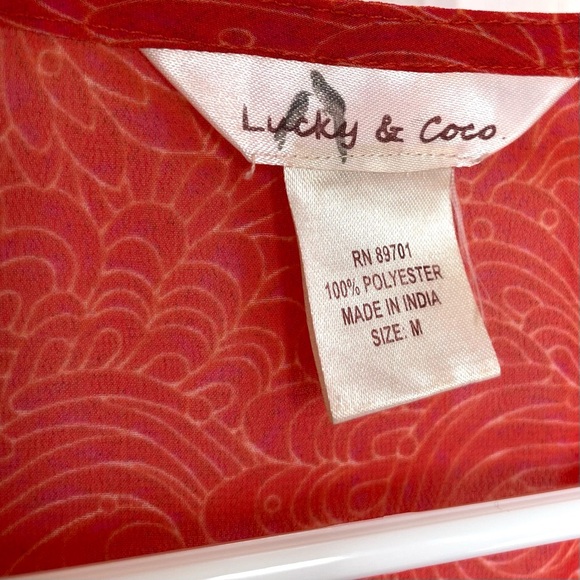 Lucky & Coco.
RN 89701
100% POLYESTER
MADE IN INDIA
SIZE: M